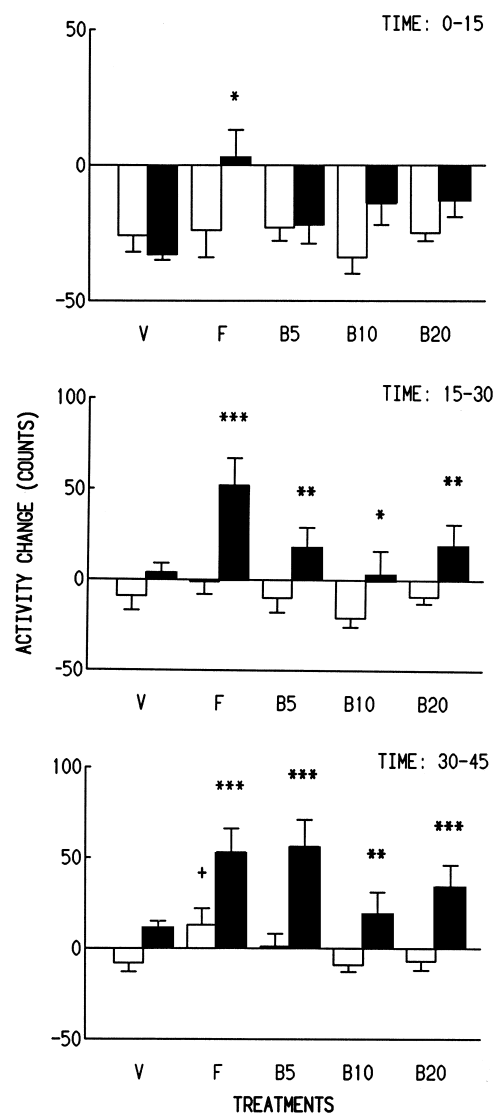 TIME: 0-15
50
*
0
-50
V F B5 B10 B20
TIME: 15-30
100
***
50
**
*
**
0
-50
V F B5 B10 B20
ACTIVITY CHANGE (COUNTS)
TIME: 30-45
100
***
***
**
***
50
+
0
-50
V F B5 B10 B20
TREATMENTS